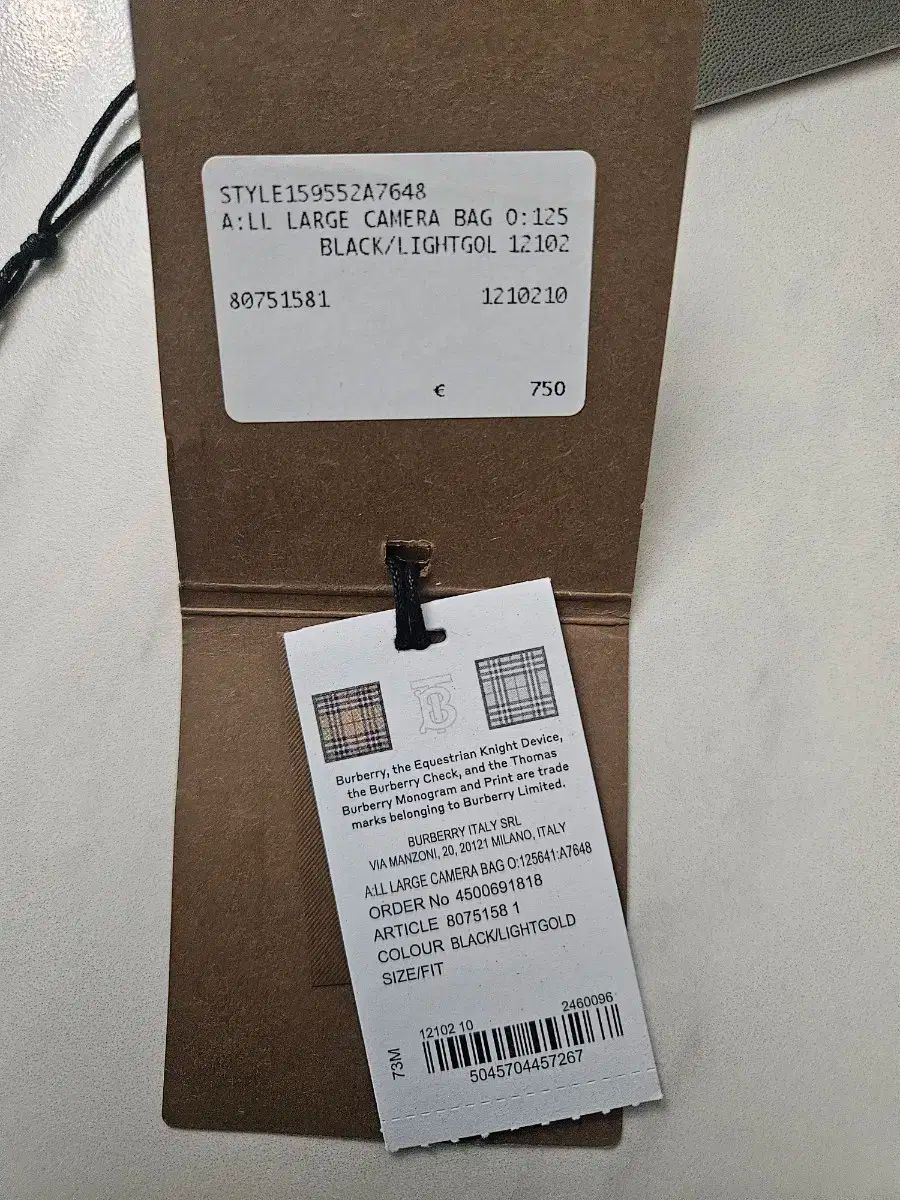 STYLE159552A7648
A:LL LARGE CAMERA BAG O:125
BLACK/LIGHTGOL 12102
80751581 1210210
€ 750
Burberry, the Equestrian Knight Device,
the Burberry Check, and the Thomas
Burberry Monogram and Print are trade
marks belonging to Burberry Limited.
BURBERRY ITALY SRL
VIA MANZONI, 20, 20121 MILANO, ITALY
A:LL LARGE CAMERA BAG O:125641:A7648
ORDER No 4500691818
ARTICLE 8075158 1
COLOUR BLACK/LIGHTGOLD
SIZE/FIT
12102 10 2460096
73M
5045704457267